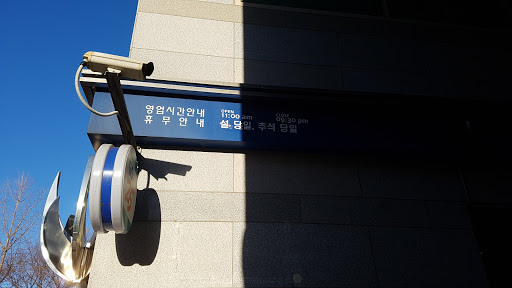 영업시간안내 OPEN 11:00 am CLOSE 09:30 pm
휴 무 안 내 설, 당일, 추석 당일